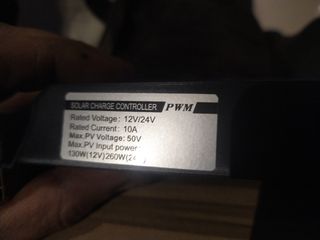 SOLAR CHARGE CONTROLLER PWM
Rated Voltage: 12V/24V
Rated Current: 10A
Max.PV Voltage: 50V
Max.PV Input power:
130W(12V)260W(24